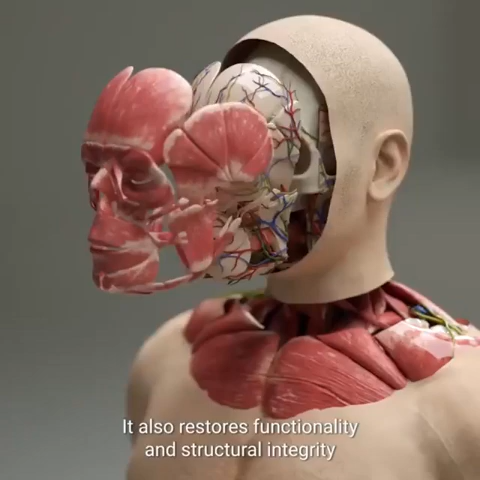 It also restores functionality
and structural integrity